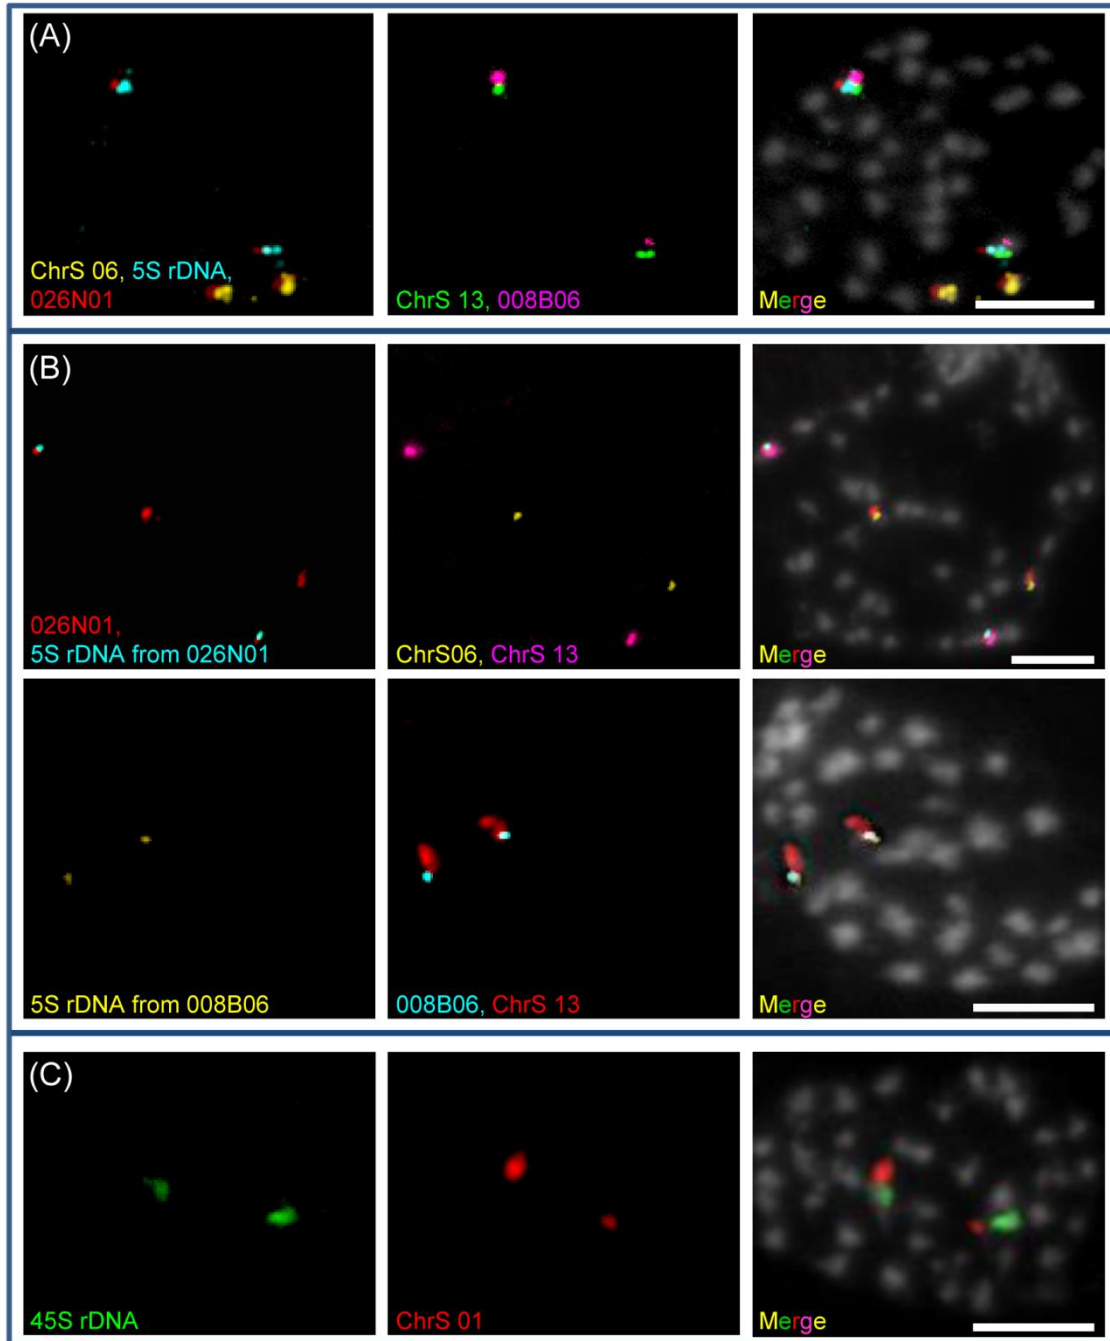 (A)
ChrS 06, 5S rDNA,
026N01
ChrS 13, 008B06
Merge
(B)
026N01,
5S rDNA from 026N01
ChrS06, ChrS 13
Merge
5S rDNA from 008B06
008B06, ChrS 13
Merge
(C)
45S rDNA
ChrS 01
Merge